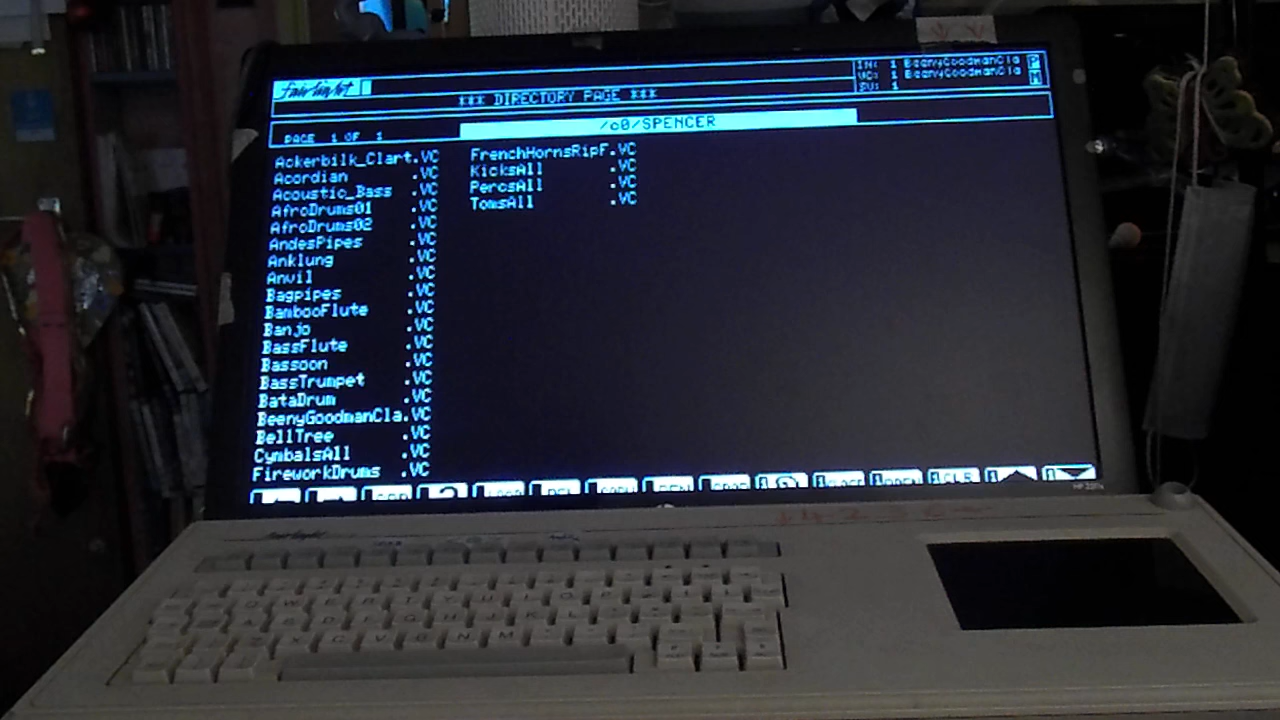 fairlight
IN: 1 BeenyGoodmanCla P
VC: 1 BeenyGoodmanCla M
SV: 1
*** DIRECTORY PAGE ***
PAGE 1 OF 1
/c0/SPENCER
Ackerbilk_Clart.VC
Acordian .VC
Acoustic_Bass .VC
AfroDrums01 .VC
AfroDrums02 .VC
AndesPipes .VC
Anklung .VC
Anvil .VC
Bagpipes .VC
BambooFlute .VC
Banjo .VC
BassFlute .VC
Bassoon .VC
BassTrumpet .VC
BataDrum .VC
BeenyGoodmanCla.VC
BellTree .VC
CymbalsAll .VC
FireworkDrums .VC
FrenchHornsRipF.VC
KicksAll .VC
PercsAll .VC
TomsAll .VC
fairlight